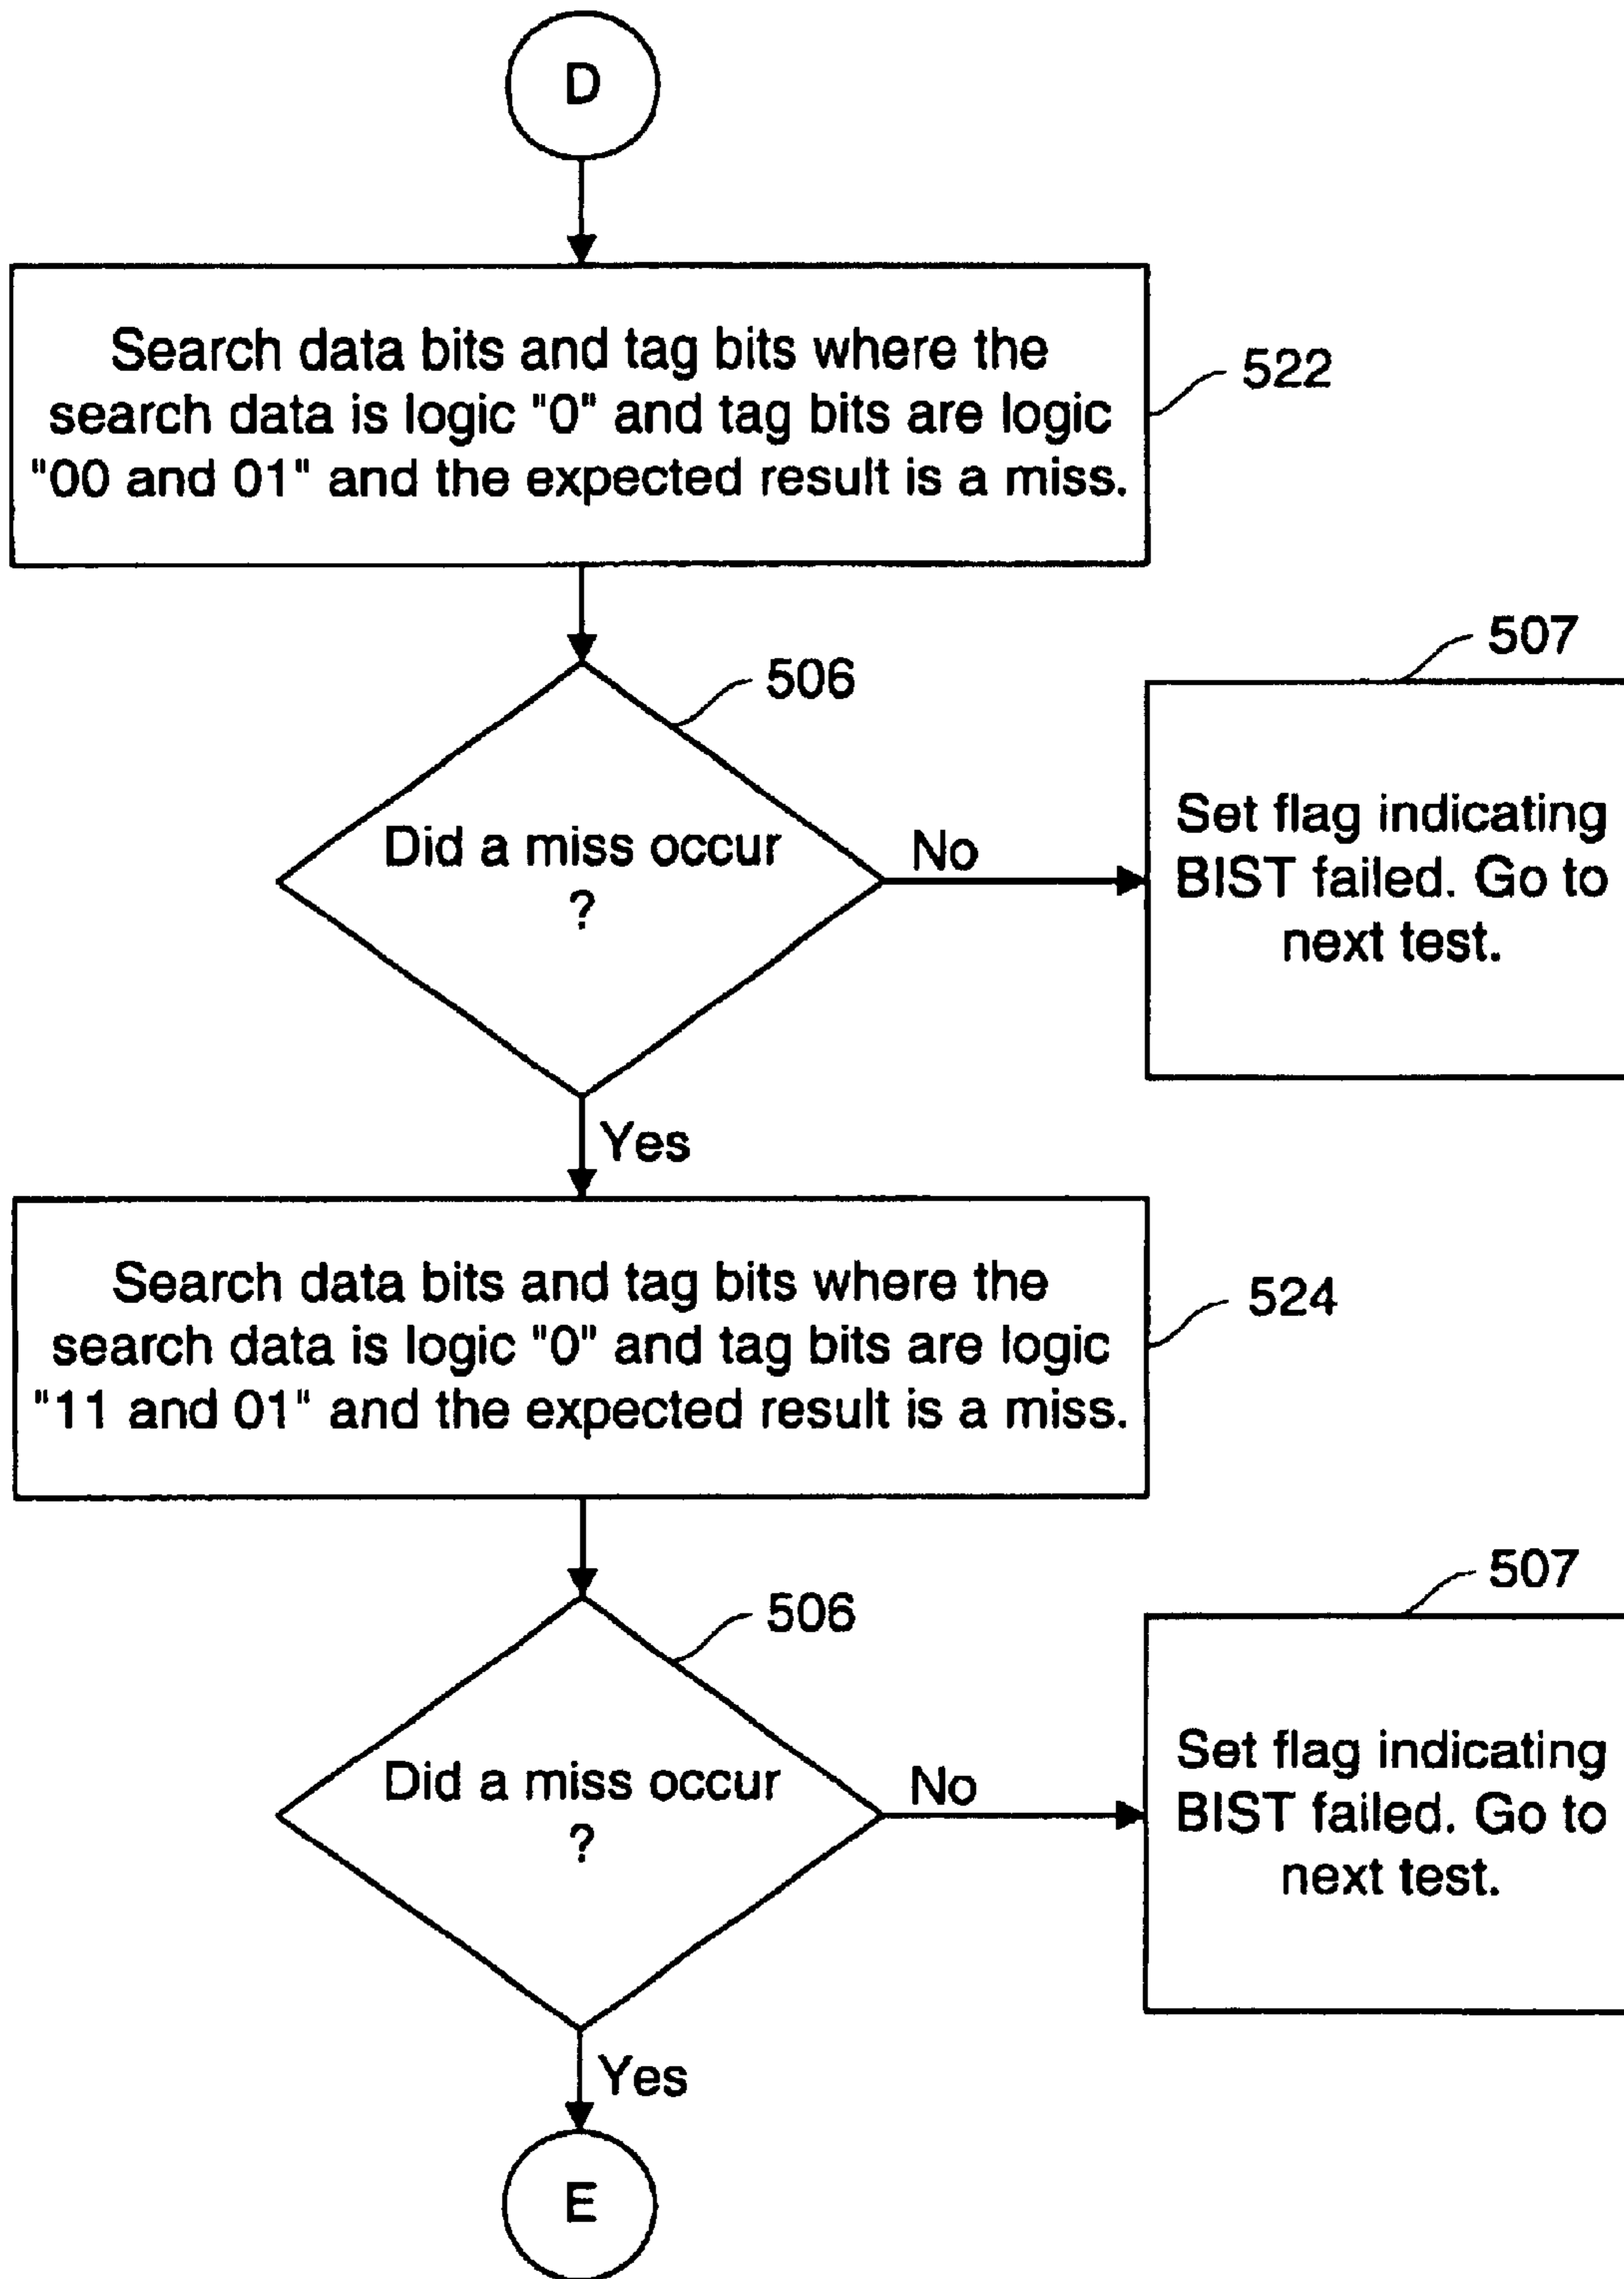 D
Search data bits and tag bits where the
search data is logic "0" and tag bits are logic
"00 and 01" and the expected result is a miss.
522
506
Did a miss occur
?
No
507
Set flag indicating
BIST failed. Go to
next test.
Yes
Search data bits and tag bits where the
search data is logic "0" and tag bits are logic
"11 and 01" and the expected result is a miss.
524
506
Did a miss occur
?
No
507
Set flag indicating
BIST failed. Go to
next test.
Yes
E